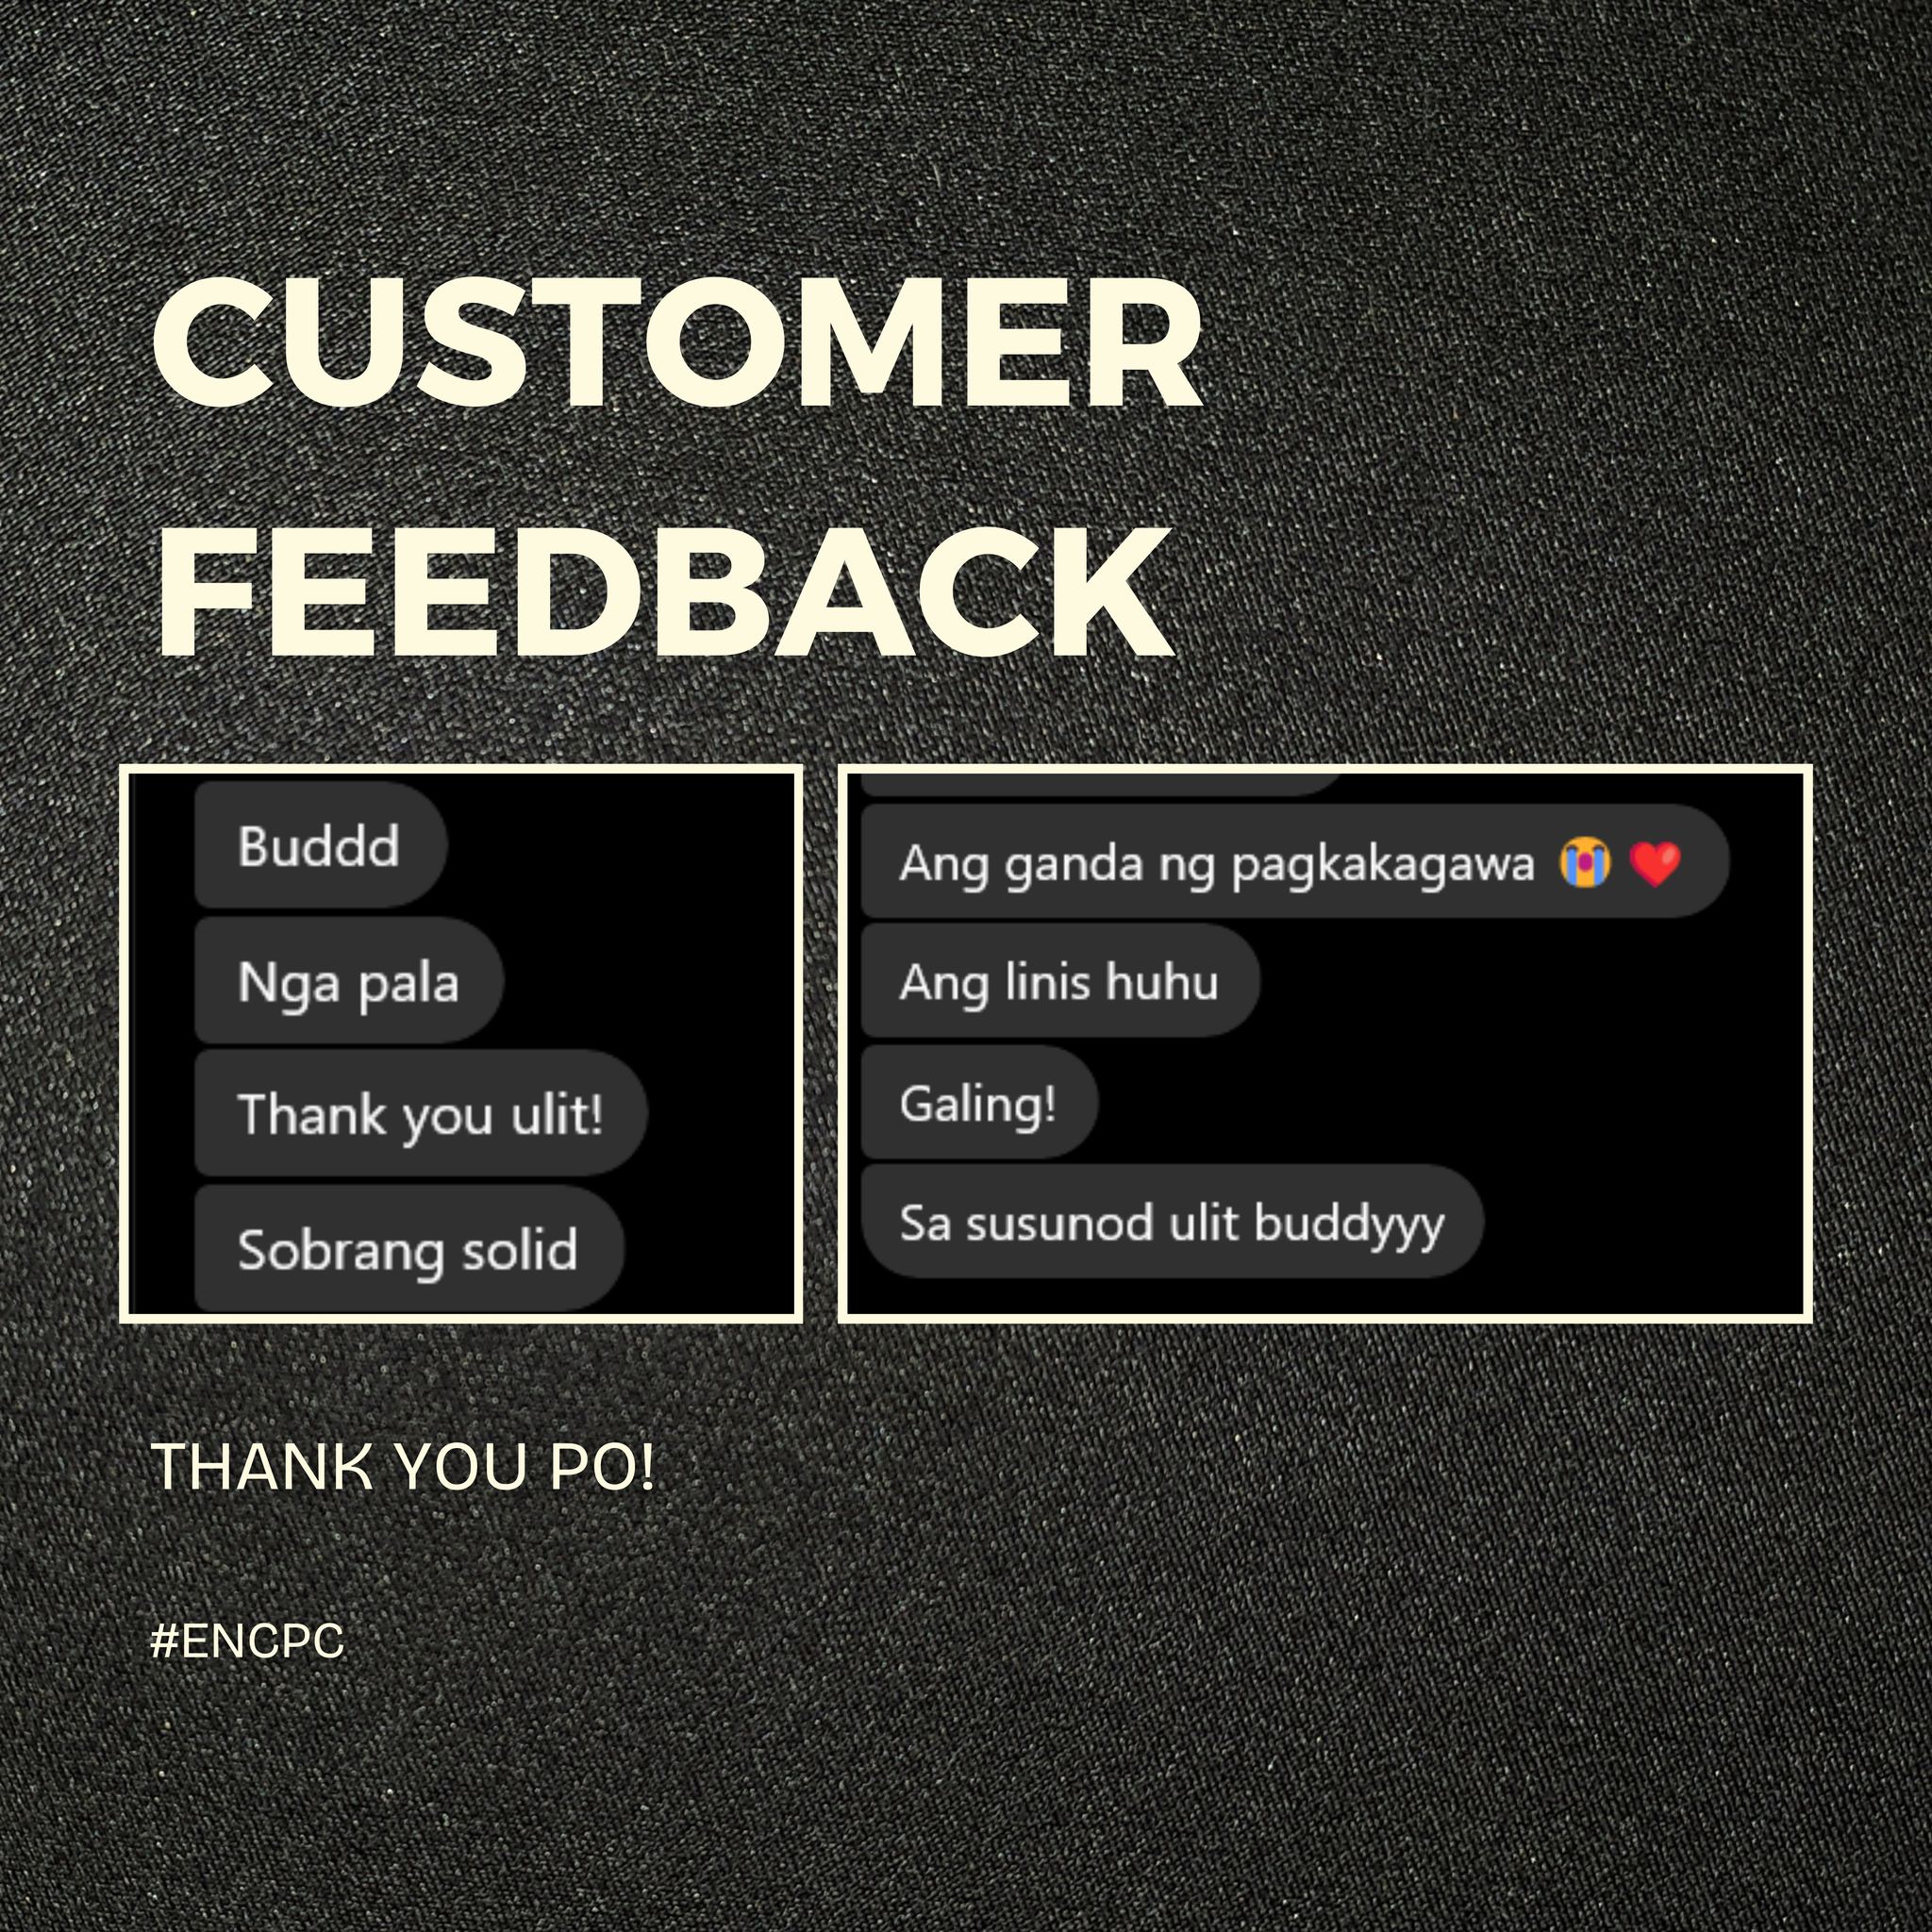 CUSTOMER
FEEDBACK
Buddd
Nga pala
Thank you ulit!
Sobrang solid
Ang ganda ng pagkakagawa 😭 ❤️
Ang linis huhu
Galing!
Sa susunod ulit buddyyy
THANK YOU PO!
#ENCPC